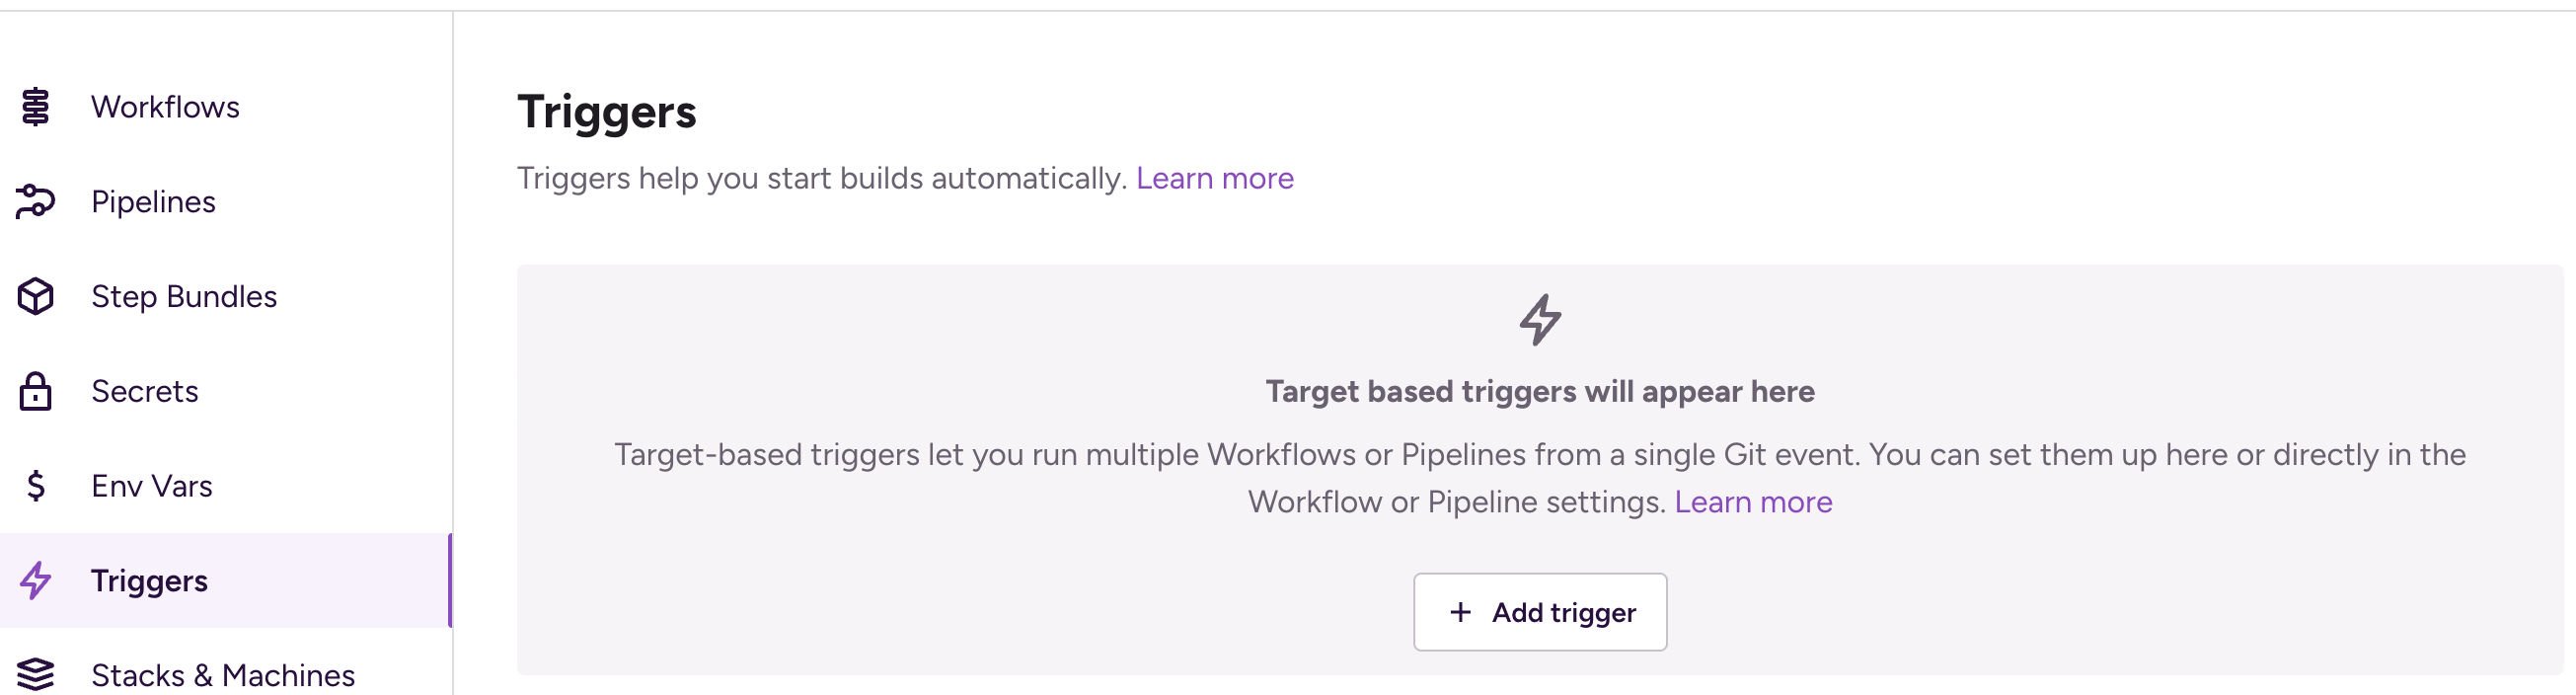 Workflows
Pipelines
Step Bundles
Secrets
Env Vars
Triggers
Stacks & Machines
Triggers
Triggers help you start builds automatically. Learn more
Target based triggers will appear here
Target-based triggers let you run multiple Workflows or Pipelines from a single Git event. You can set them up here or directly in the
Workflow or Pipeline settings. Learn more
+ Add trigger